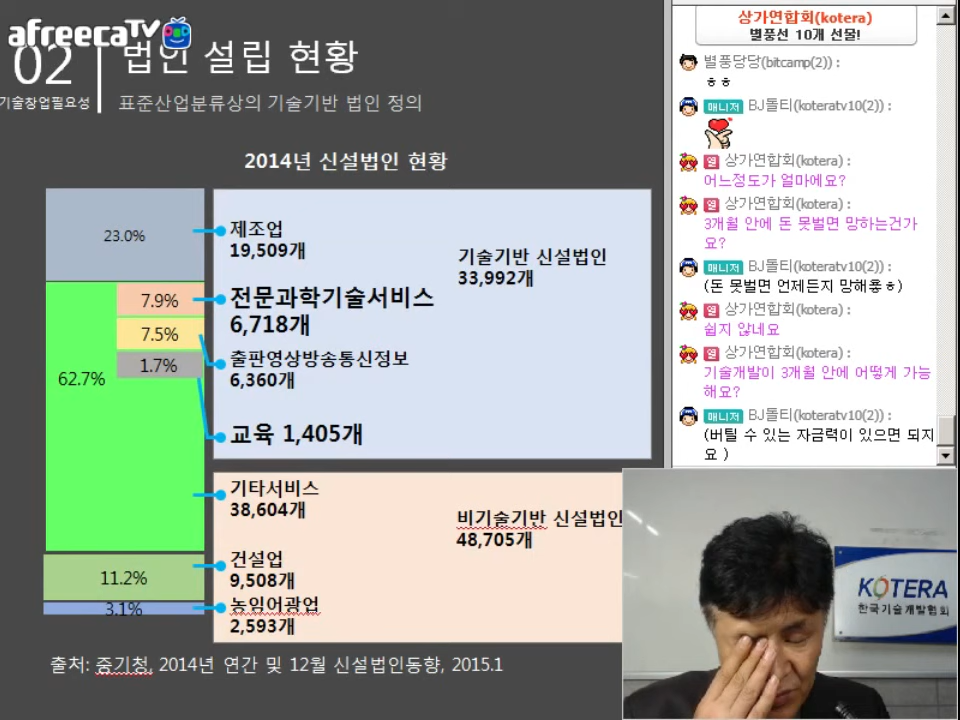 afreecaTV
02
법인 설립 현황
기술창업필요성
표준산업분류상의 기술기반 법인 정의
2014년 신설법인 현황
23.0%
제조업
19,509개
기술기반 신설법인
33,992개
7.9%
전문과학기술서비스
6,718개
7.5%
출판영상방송통신정보
6,360개
1.7%
62.7%
교육 1,405개
기타서비스
38,604개
비기술기반 신설법인
48,705개
건설업
9,508개
11.2%
농임어광업
2,593개
3.1%
출처: 중기청, 2014년 연간 및 12월 신설법인동향, 2015.1
상가연합회(kotera)
별풍선 10개 선물!
별풍당당(bitcamp(2)) :
ㅎㅎ
매니저 BJ돌티(koteratv10(2)) :
열 상가연합회(kotera) :
어느정도가 얼마에요?
열 상가연합회(kotera) :
3개월 안에 돈 못벌면 망하는건가
요?
매니저 BJ돌티(koteratv10(2)) :
(돈 못벌면 언제든지 망해욯ㅎ)
열 상가연합회(kotera) :
쉽지 않네요
열 상가연합회(kotera) :
기술개발이 3개월 안에 어떻게 가능
해요?
매니저 BJ돌티(koteratv10(2)) :
(버틸 수 있는 자금력이 있으면 되지
요 )
KOTERA
한국기술개발협회